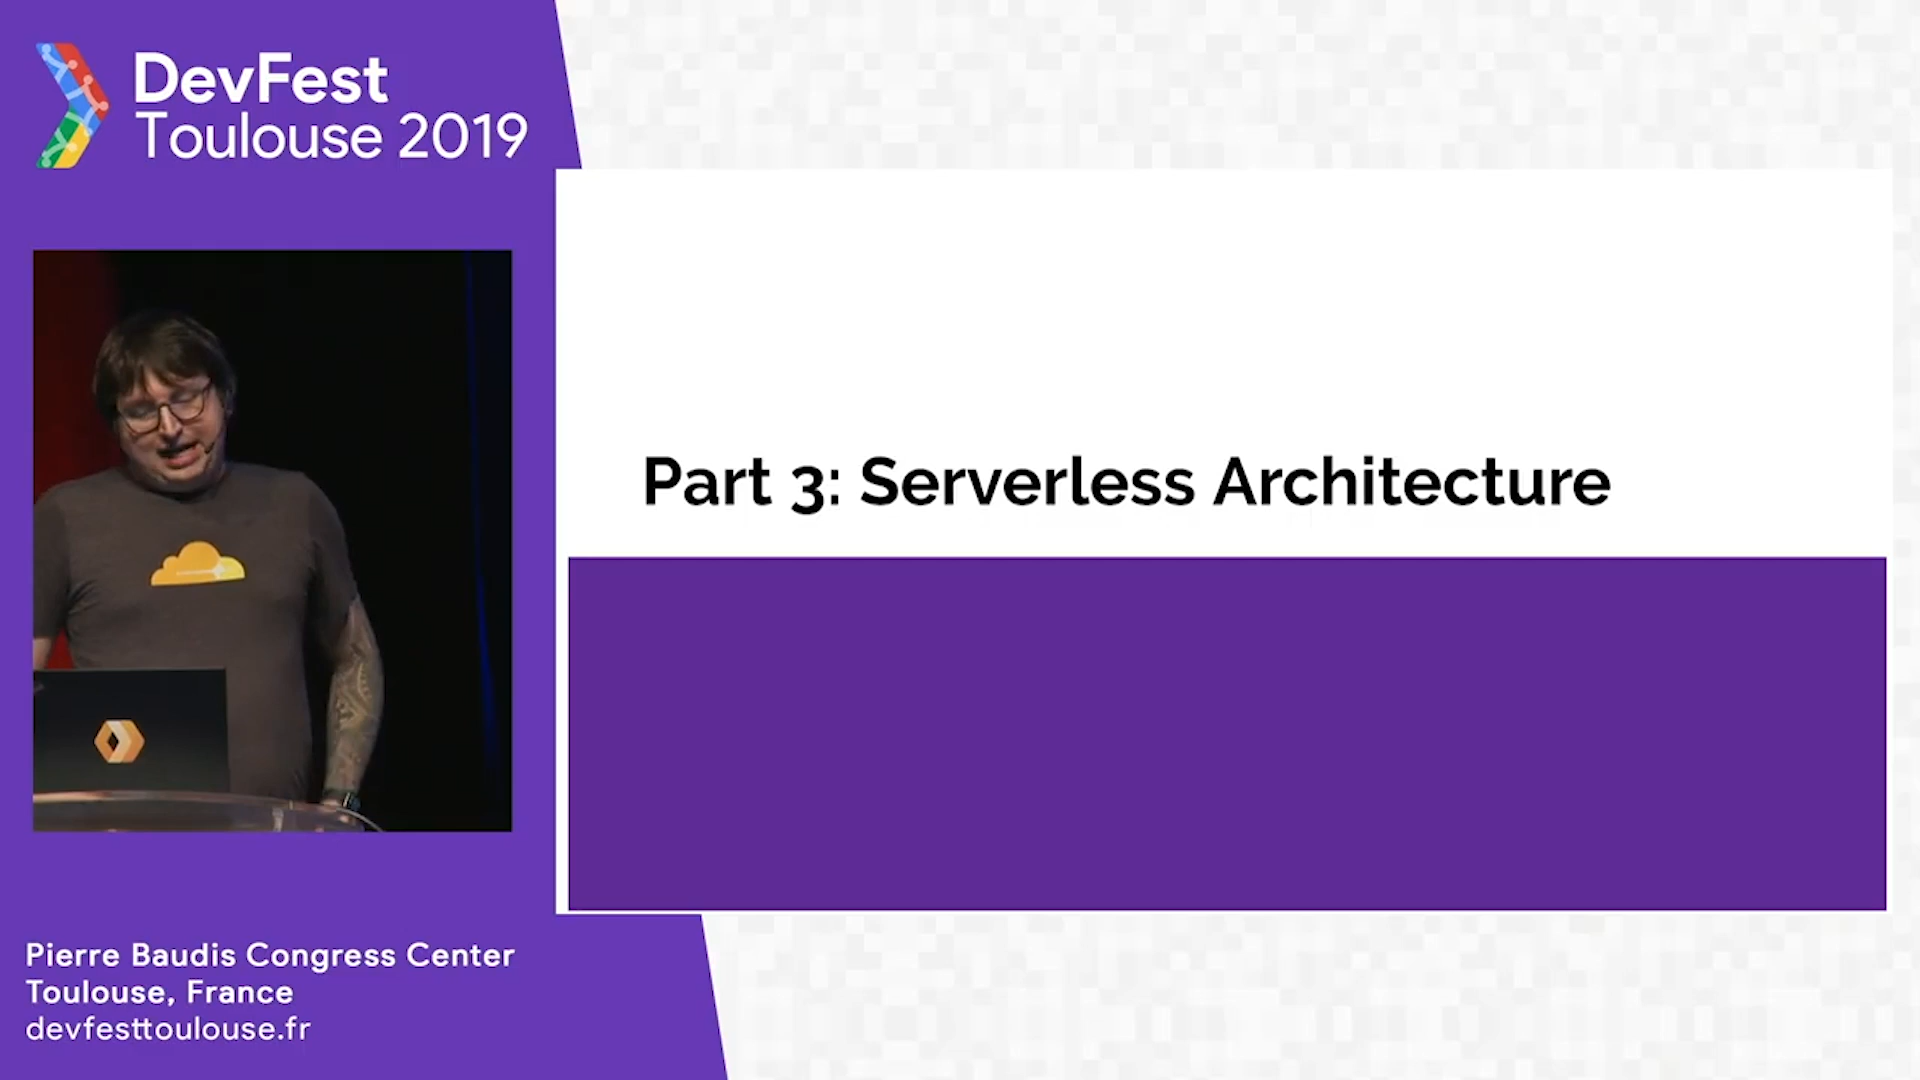 DevFest
Toulouse 2019
Part 3: Serverless Architecture
Pierre Baudis Congress Center
Toulouse, France
devfesttoulouse.fr